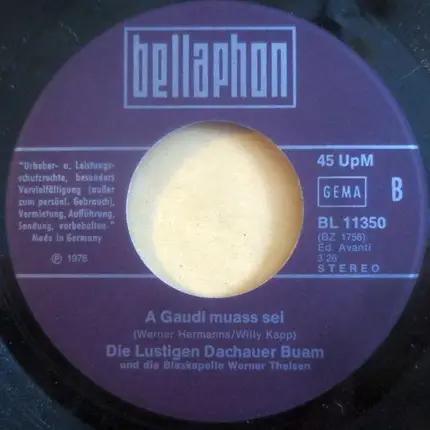 bellaphon
"Urheber- u. Leistungs-
schutzrechte, besonders
Vervielfältigung (außer
zum persönl. Gebrauch),
Vermietung, Aufführung,
Sendung, vorbehalten."
Made in Germany
℗ 1976
45 UpM
GEMA
B
BL 11350
(BZ 1756)
Ed. Avanti
3'26
STEREO
A Gaudi muass sei
(Werner Hermanns/Willy Kapp)
Die Lustigen Dachauer Buam
und die Blaskapelle Werner Theisen